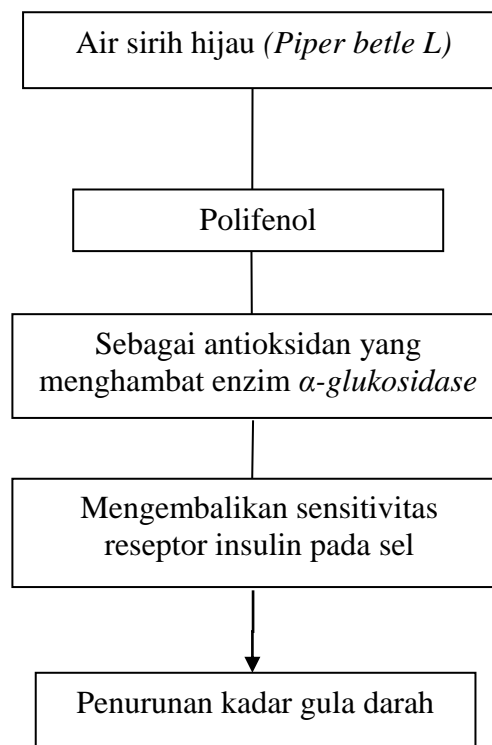 Air sirih hijau (Piper betle L)
Polifenol
Sebagai antioksidan yang
menghambat enzim α-glukosidase
Mengembalikan sensitivitas
reseptor insulin pada sel
Penurunan kadar gula darah